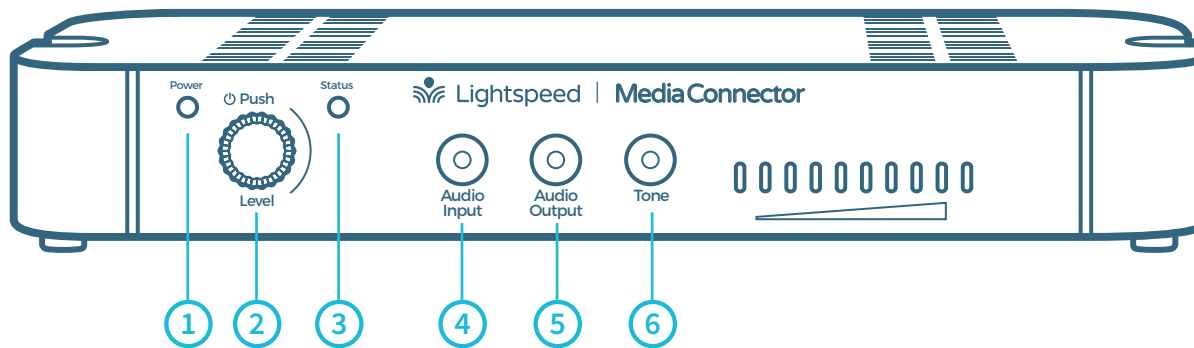 Power
Status
Push
Level
Lightspeed | MediaConnector
Audio
Input
Audio
Output
Tone
1
2
3
4
5
6